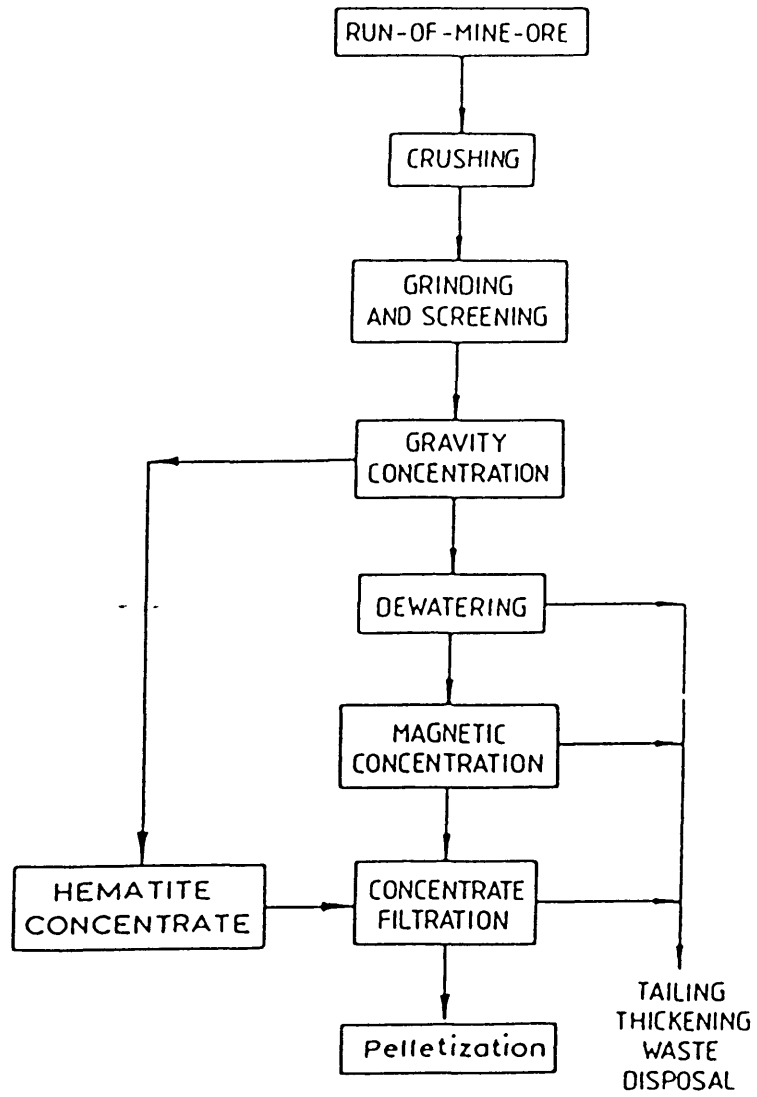 RUN-OF-MINE-ORE
CRUSHING
GRINDING
AND SCREENING
GRAVITY
CONCENTRATION
DEWATERING
MAGNETIC
CONCENTRATION
HEMATITE
CONCENTRATE
CONCENTRATE
FILTRATION
Pelletization
TAILING
THICKENING
WASTE
DISPOSAL